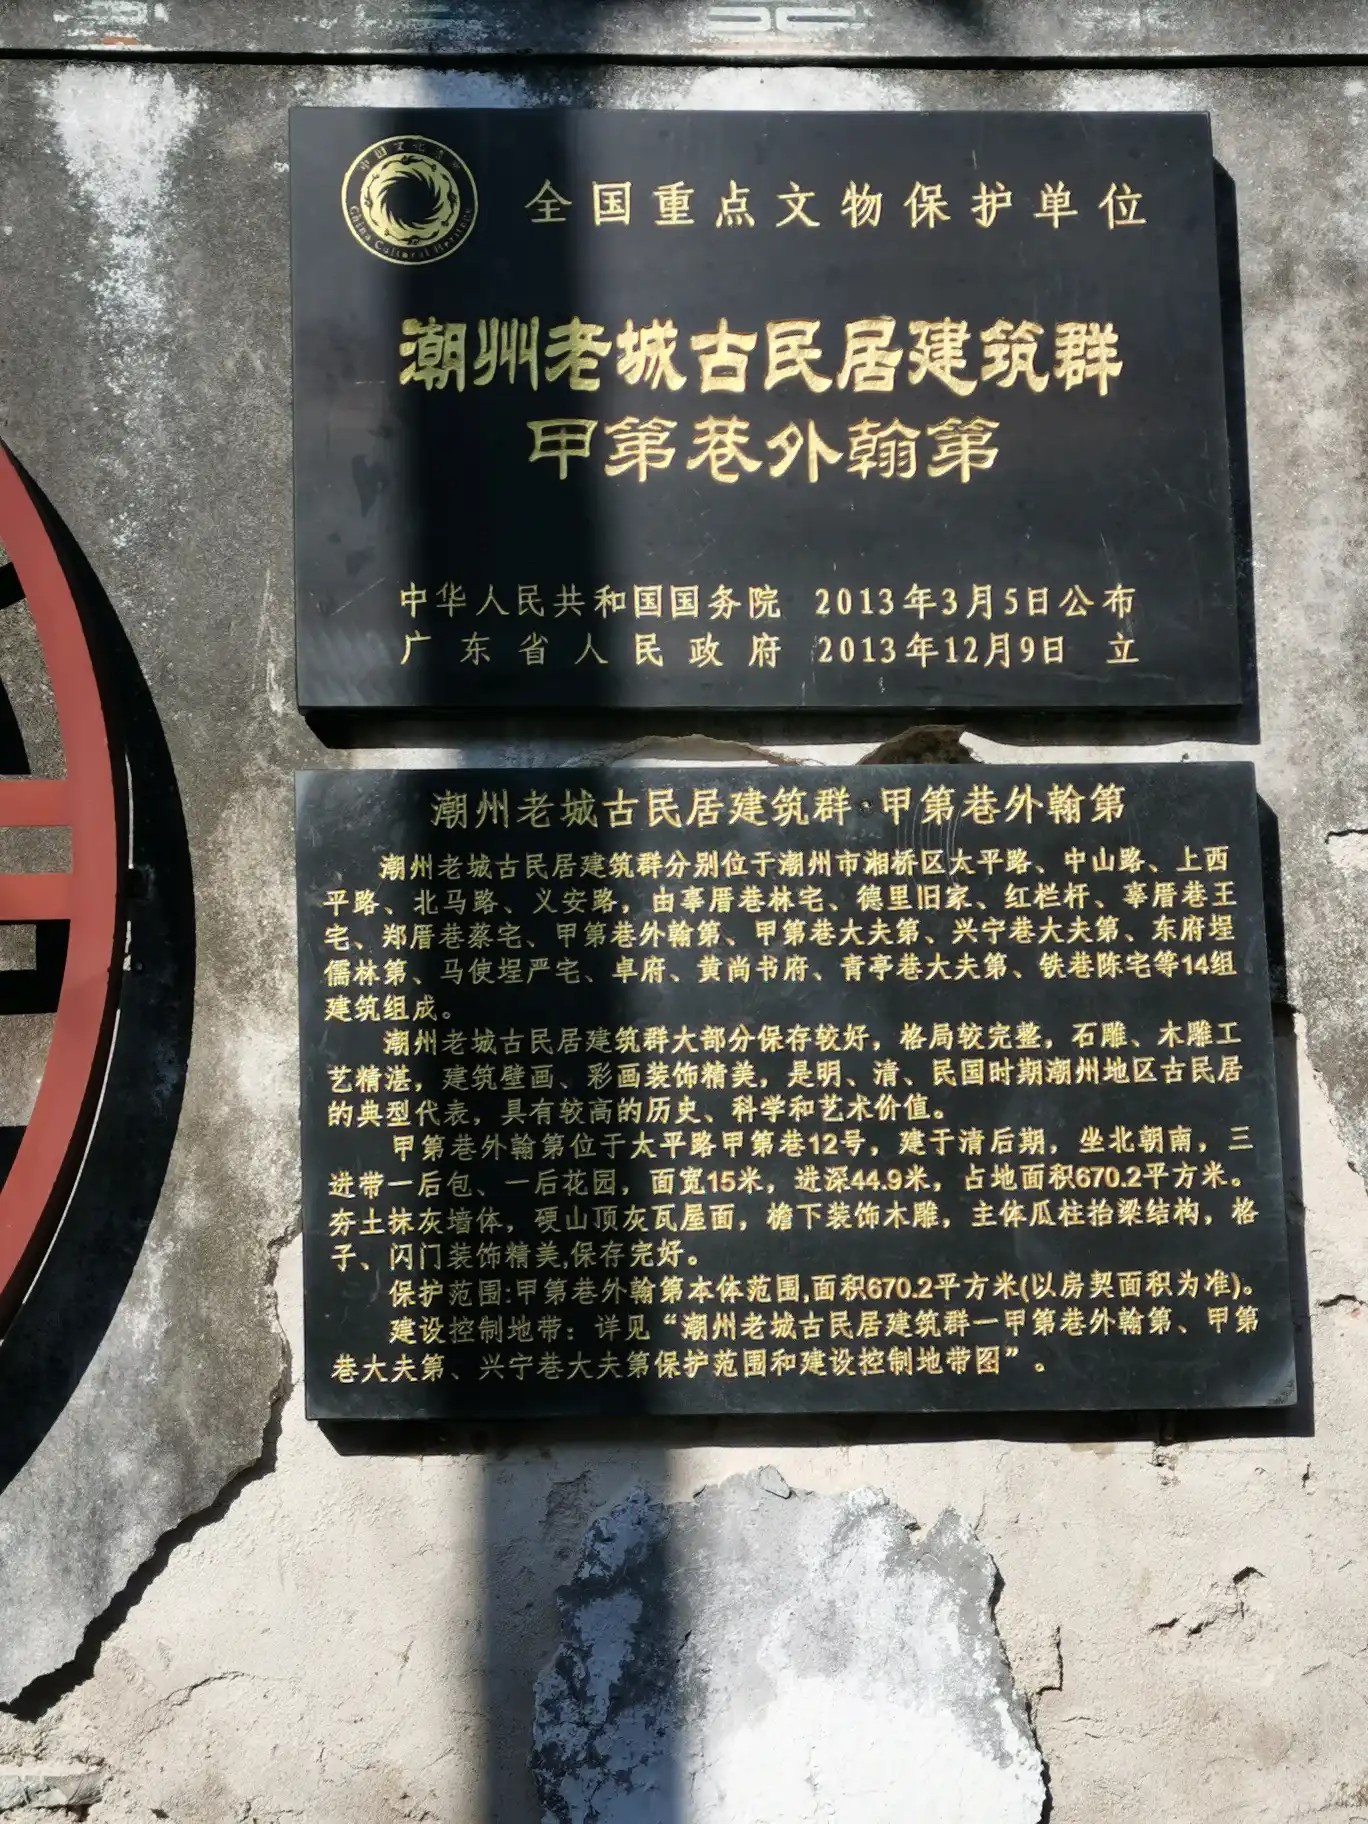 中国文化遗产
China Cultural Heritage
全国重点文物保护单位
潮州老城古民居建筑群
甲第巷外翰第
中华人民共和国国务院 2013年3月5日公布
广东省人民政府 2013年12月9日 立
潮州老城古民居建筑群·甲第巷外翰第
潮州老城古民居建筑群分别位于潮州市湘桥区太平路、中山路、上西
平路、北马路、义安路，由辜厝巷林宅、德里旧家、红栏杆、辜厝巷王
宅、郑厝巷蔡宅、甲第巷外翰第、甲第巷大夫第、兴宁巷大夫第、东府埕
儒林第、马使埕严宅、卓府、黄尚书府、青亭巷大夫第、铁巷陈宅等14组
建筑组成。
潮州老城古民居建筑群大部分保存较好，格局较完整，石雕、木雕工
艺精湛，建筑壁画、彩画装饰精美，是明、清、民国时期潮州地区古民居
的典型代表，具有较高的历史、科学和艺术价值。
甲第巷外翰第位于太平路甲第巷12号，建于清后期，坐北朝南，三
进带一后包、一后花园，面宽15米，进深44.9米，占地面积670.2平方米。
夯土抹灰墙体，硬山顶灰瓦屋面，檐下装饰木雕，主体瓜柱抬梁结构，格
子、闪门装饰精美,保存完好。
保护范围:甲第巷外翰第本体范围,面积670.2平方米(以房契面积为准)。
建设控制地带：详见“潮州老城古民居建筑群—甲第巷外翰第、甲第
巷大夫第、兴宁巷大夫第保护范围和建设控制地带图”。